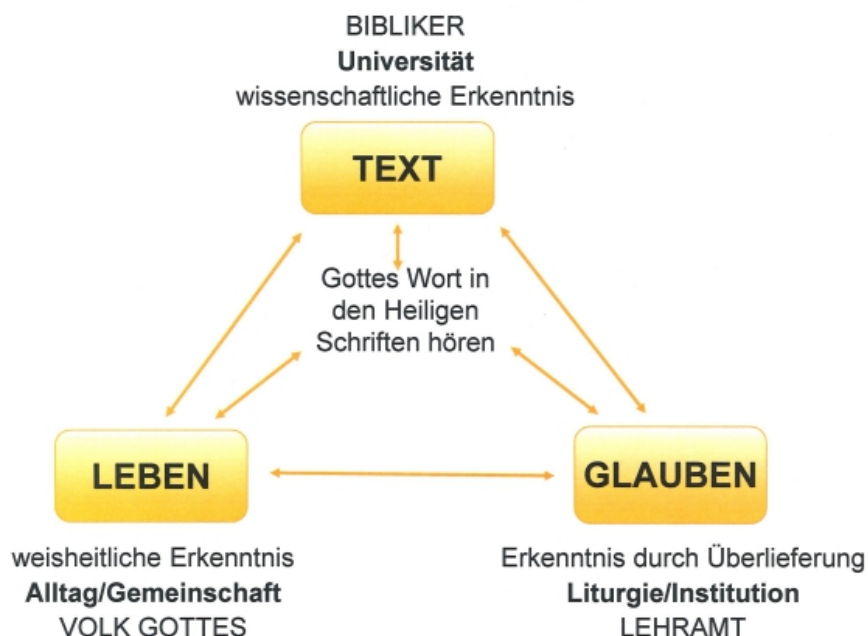 BIBLIKER
Universität
wissenschaftliche Erkenntnis
TEXT
Gottes Wort in
den Heiligen
Schriften hören
LEBEN
GLAUBEN
weisheitliche Erkenntnis
Alltag/Gemeinschaft
VOLK GOTTES
Erkenntnis durch Überlieferung
Liturgie/Institution
LEHRAMT